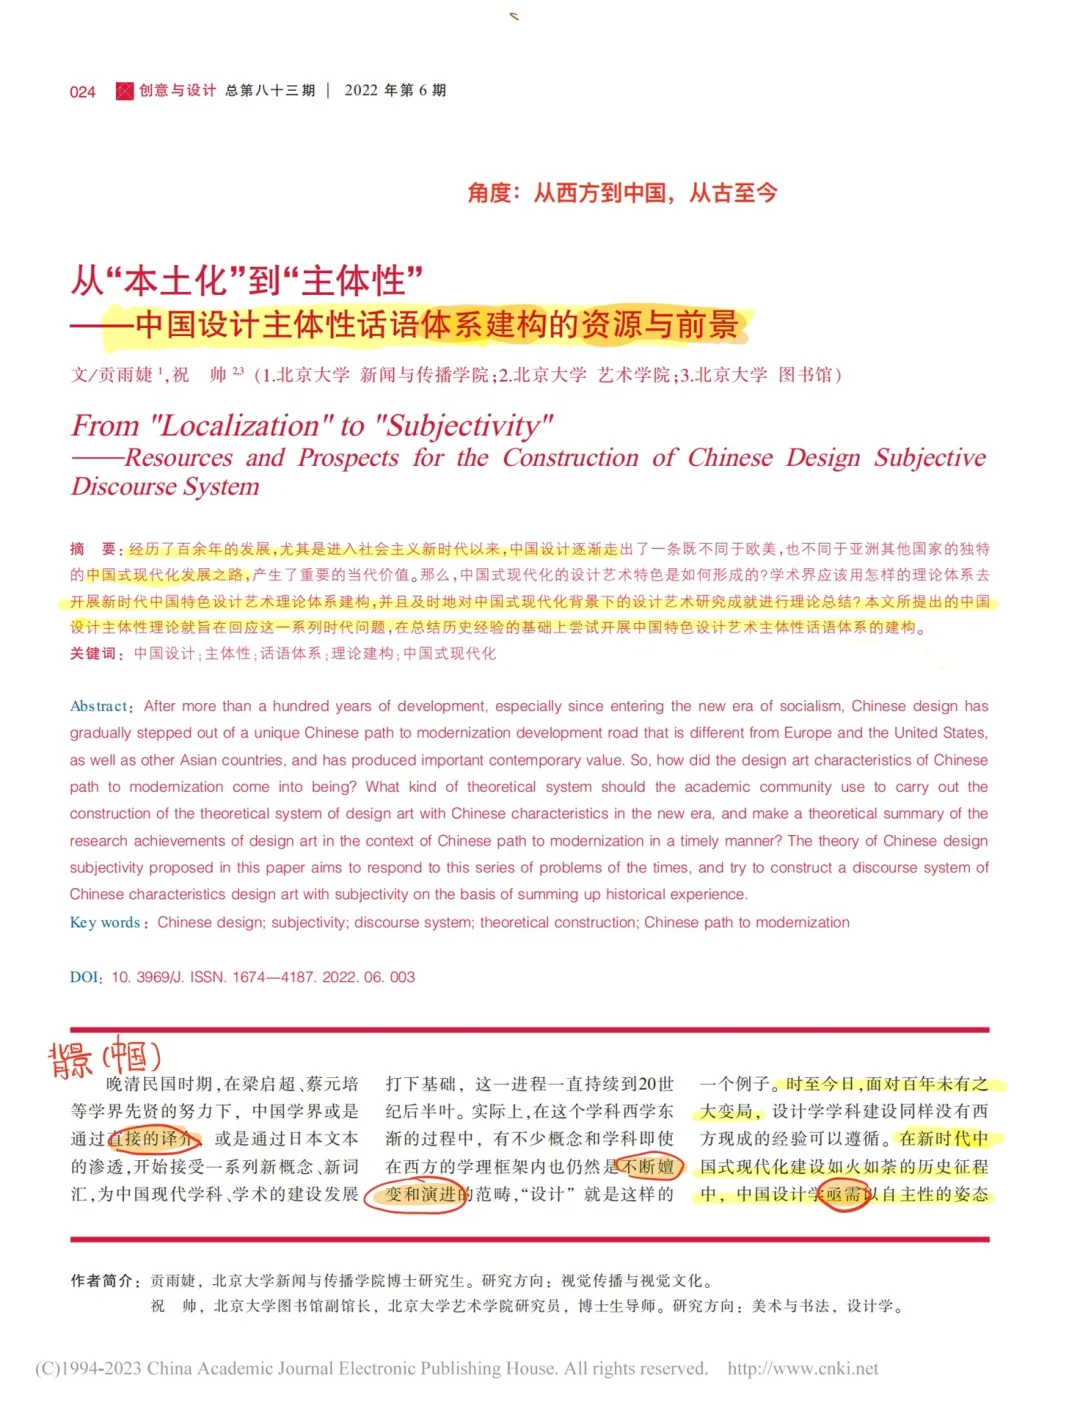 024 创意与设计 总第八十三期 | 2022 年第 6 期
角度：从西方到中国，从古至今
从“本土化”到“主体性”
——中国设计主体性话语体系建构的资源与前景
文/贡雨婕 1,祝 帅 2,3 (1.北京大学 新闻与传播学院;2.北京大学 艺术学院;3.北京大学 图书馆)
From "Localization" to "Subjectivity"
——Resources and Prospects for the Construction of Chinese Design Subjective
Discourse System
摘 要：经历了百余年的发展,尤其是进入社会主义新时代以来,中国设计逐渐走出了一条既不同于欧美,也不同于亚洲其他国家的独特
的中国式现代化发展之路,产生了重要的当代价值。那么,中国式现代化的设计艺术特色是如何形成的?学术界应该用怎样的理论体系去
开展新时代中国特色设计艺术理论体系建构,并且及时地对中国式现代化背景下的设计艺术研究成就进行理论总结?本文所提出的中国
设计主体性理论就旨在回应这一系列时代问题,在总结历史经验的基础上尝试开展中国特色设计艺术主体性话语体系的建构。
关键词：中国设计;主体性;话语体系;理论建构;中国式现代化
Abstract：After more than a hundred years of development, especially since entering the new era of socialism, Chinese design has
gradually stepped out of a unique Chinese path to modernization development road that is different from Europe and the United States,
as well as other Asian countries, and has produced important contemporary value. So, how did the design art characteristics of Chinese
path to modernization come into being? What kind of theoretical system should the academic community use to carry out the
construction of the theoretical system of design art with Chinese characteristics in the new era, and make a theoretical summary of the
research achievements of design art in the context of Chinese path to modernization in a timely manner? The theory of Chinese design
subjectivity proposed in this paper aims to respond to this series of problems of the times, and try to construct a discourse system of
Chinese characteristics design art with subjectivity on the basis of summing up historical experience.
Key words：Chinese design; subjectivity; discourse system; theoretical construction; Chinese path to modernization
DOI：10. 3969/J. ISSN. 1674—4187. 2022. 06. 003
背景（中国）
晚清民国时期,在梁启超、蔡元培
等学界先贤的努力下，中国学界或是
通过直接的译介、或是通过日本文本
的渗透,开始接受一系列新概念、新词
汇,为中国现代学科、学术的建设发展
打下基础，这一进程一直持续到20世
纪后半叶。实际上,在这个学科西学东
渐的过程中，有不少概念和学科即使
在西方的学理框架内也仍然是不断嬗
变和演进的范畴,“设计”就是这样的
一个例子。时至今日,面对百年未有之
大变局，设计学学科建设同样没有西
方现成的经验可以遵循。在新时代中
国式现代化建设如火如荼的历史征程
中，中国设计学亟需以自主性的姿态
作者简介：贡雨婕，北京大学新闻与传播学院博士研究生。研究方向：视觉传播与视觉文化。
祝 帅，北京大学图书馆副馆长，北京大学艺术学院研究员，博士生导师。研究方向：美术与书法，设计学。
(C)1994-2023 China Academic Journal Electronic Publishing House. All rights reserved. http://www.cnki.net